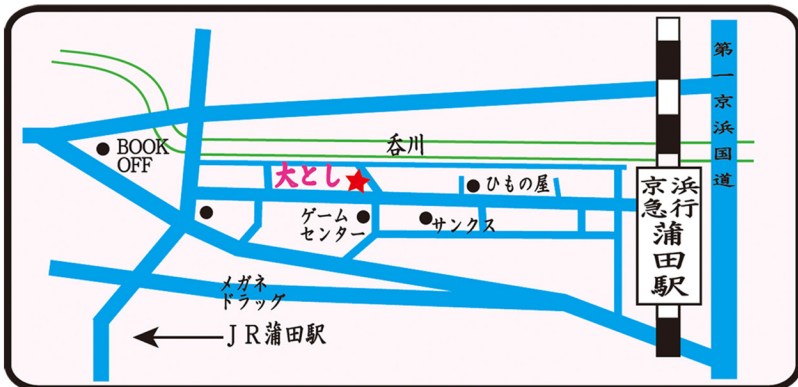 第一京浜国道
呑川
BOOK
OFF
大とし
ひもの屋
ゲーム
センター
サンクス
京浜
急行
蒲田駅
メガネ
ドラッグ
JR蒲田駅